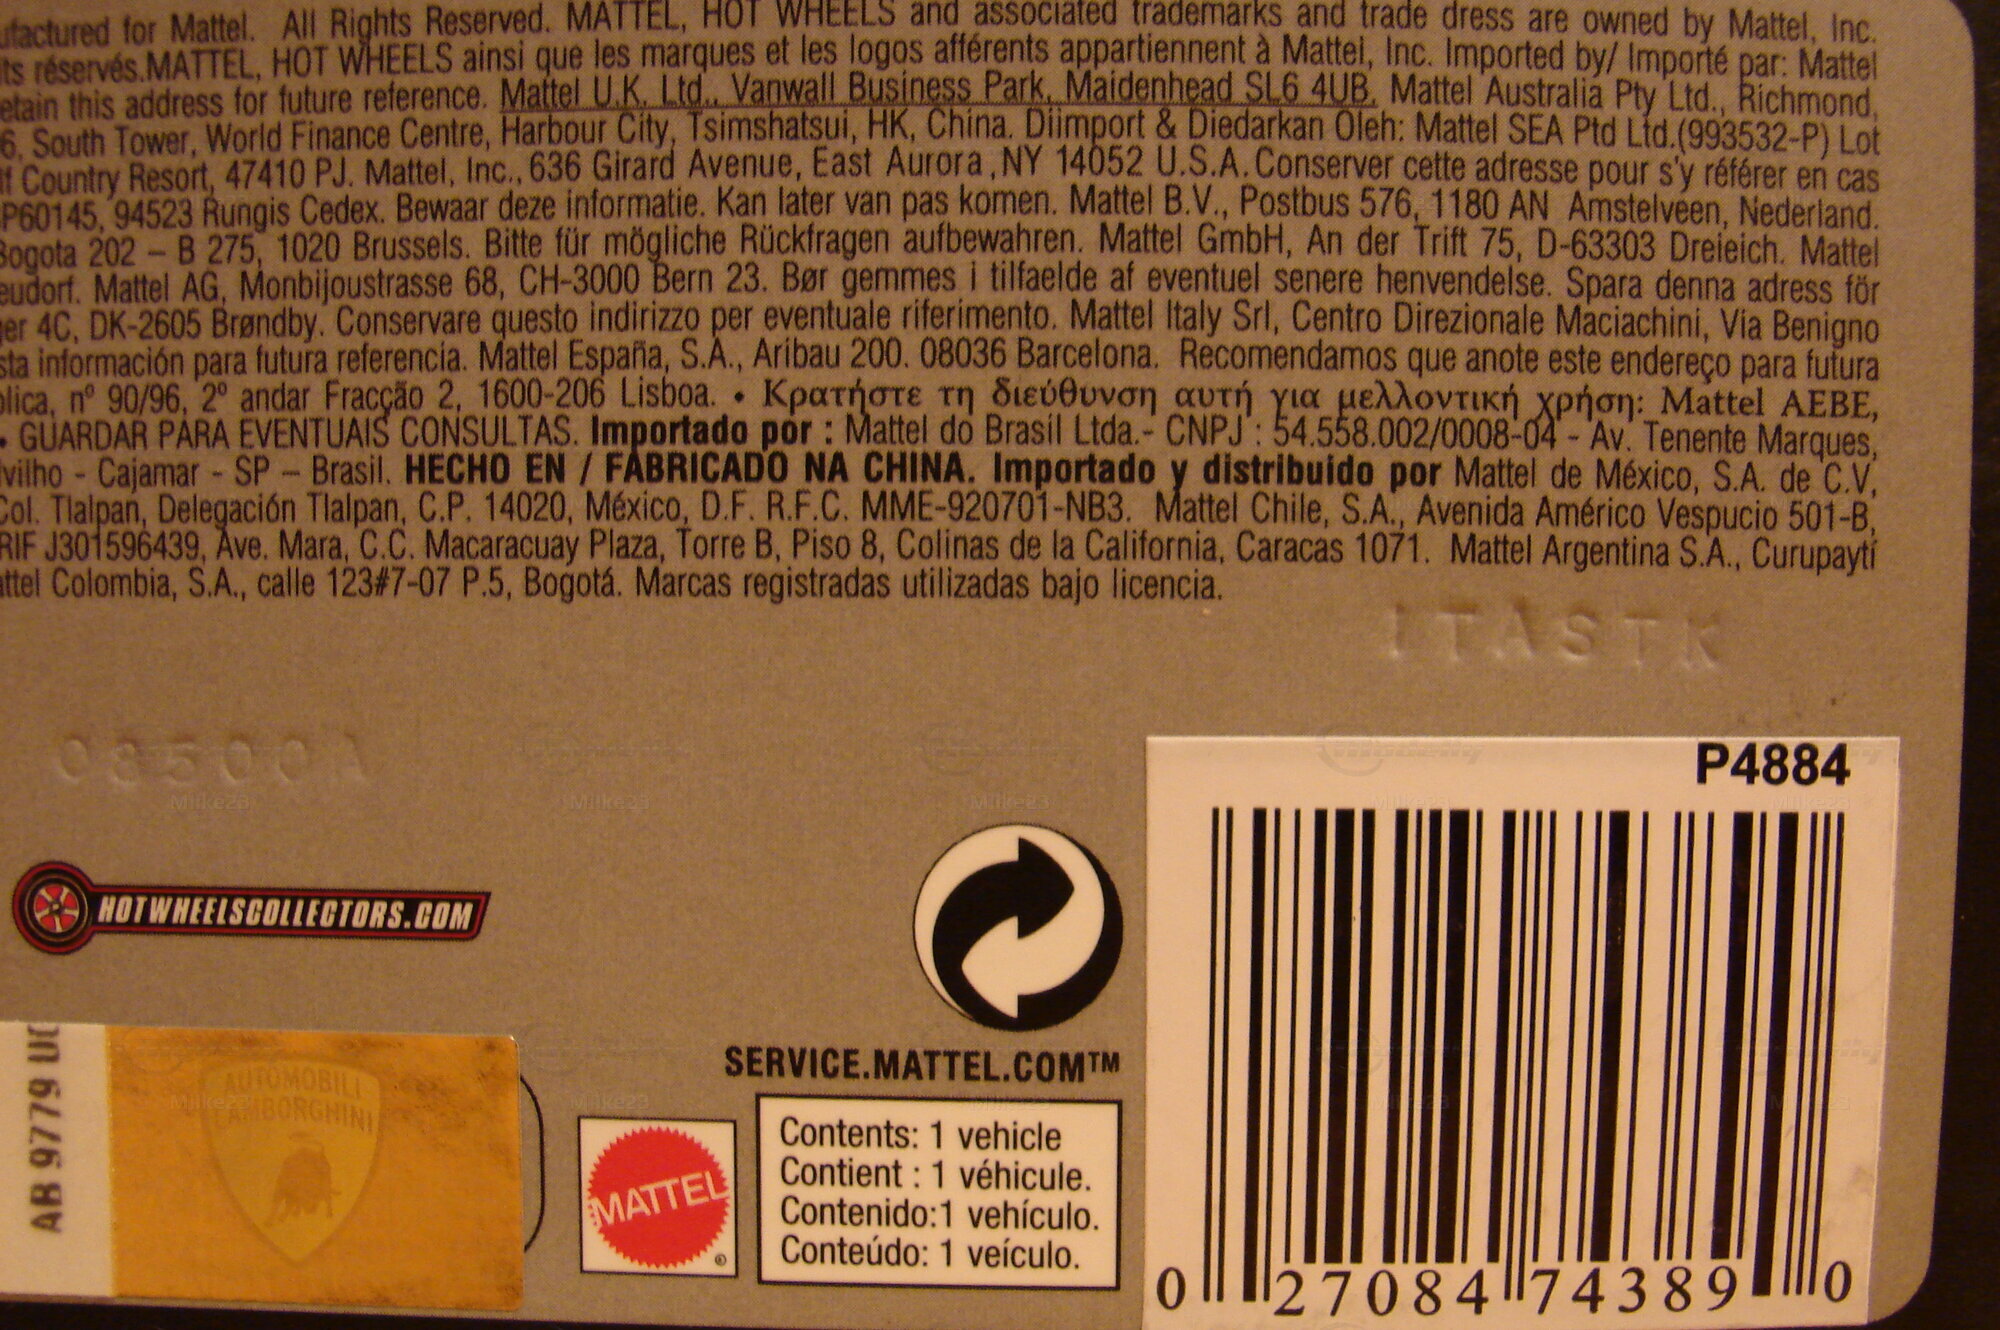 ufactured for Mattel. All Rights Reserved. MATTEL, HOT WHEELS and associated trademarks and trade dress are owned by Mattel, Inc.
its réservés.MATTEL, HOT WHEELS ainsi que les marques et les logos afférents appartiennent à Mattel, Inc. Imported by/ Importé par: Mattel
etain this address for future reference. Mattel U.K. Ltd., Vanwall Business Park, Maidenhead SL6 4UB. Mattel Australia Pty Ltd., Richmond,
6, South Tower, World Finance Centre, Harbour City, Tsimshatsui, HK, China. Diimport & Diedarkan Oleh: Mattel SEA Ptd Ltd.(993532-P) Lot
lf Country Resort, 47410 PJ. Mattel, Inc., 636 Girard Avenue, East Aurora, NY 14052 U.S.A. Conserver cette adresse pour s'y référer en cas
P60145, 94523 Rungis Cedex. Bewaar deze informatie. Kan later van pas komen. Mattel B.V., Postbus 576, 1180 AN Amstelveen, Nederland.
Bogota 202 – B 275, 1020 Brussels. Bitte für mögliche Rückfragen aufbewahren. Mattel GmbH, An der Trift 75, D-63303 Dreieich. Mattel
eudorf. Mattel AG, Monbijoustrasse 68, CH-3000 Bern 23. Bør gemmes i tilfaelde af eventuel senere henvendelse. Spara denna adress för
ger 4C, DK-2605 Brøndby. Conservare questo indirizzo per eventuale riferimento. Mattel Italy Srl, Centro Direzionale Maciachini, Via Benigno
sta información para futura referencia. Mattel España, S.A., Aribau 200. 08036 Barcelona. Recomendamos que anote este endereço para futura
blica, nº 90/96, 2º andar Fracção 2, 1600-206 Lisboa. • Κρατήστε τη διεύθυνση αυτή για μελλοντική χρήση: Mattel AEBE,
• GUARDAR PARA EVENTUAIS CONSULTAS. Importado por : Mattel do Brasil Ltda.- CNPJ : 54.558.002/0008-04 - Av. Tenente Marques,
lvilho - Cajamar - SP – Brasil. HECHO EN / FABRICADO NA CHINA. Importado y distribuido por Mattel de México, S.A. de C.V,
Col. Tlalpan, Delegación Tlalpan, C.P. 14020, México, D.F. R.F.C. MME-920701-NB3. Mattel Chile, S.A., Avenida Américo Vespucio 501-B,
RIF J301596439, Ave. Mara, C.C. Macaracuay Plaza, Torre B, Piso 8, Colinas de la California, Caracas 1071. Mattel Argentina S.A., Curupaytí
attel Colombia, S.A., calle 123#7-07 P.5, Bogotá. Marcas registradas utilizadas bajo licencia.
1TASTK
08500A
P4884
HOTWHEELSCOLLECTORS.COM
SERVICE.MATTEL.COM™
AB 9779
AUTOMOBILI
LAMBORGHINI
MATTEL
®
Contents: 1 vehicle
Contient : 1 véhicule.
Contenido:1 vehículo.
Conteúdo: 1 veículo.
0 27084 74389 0